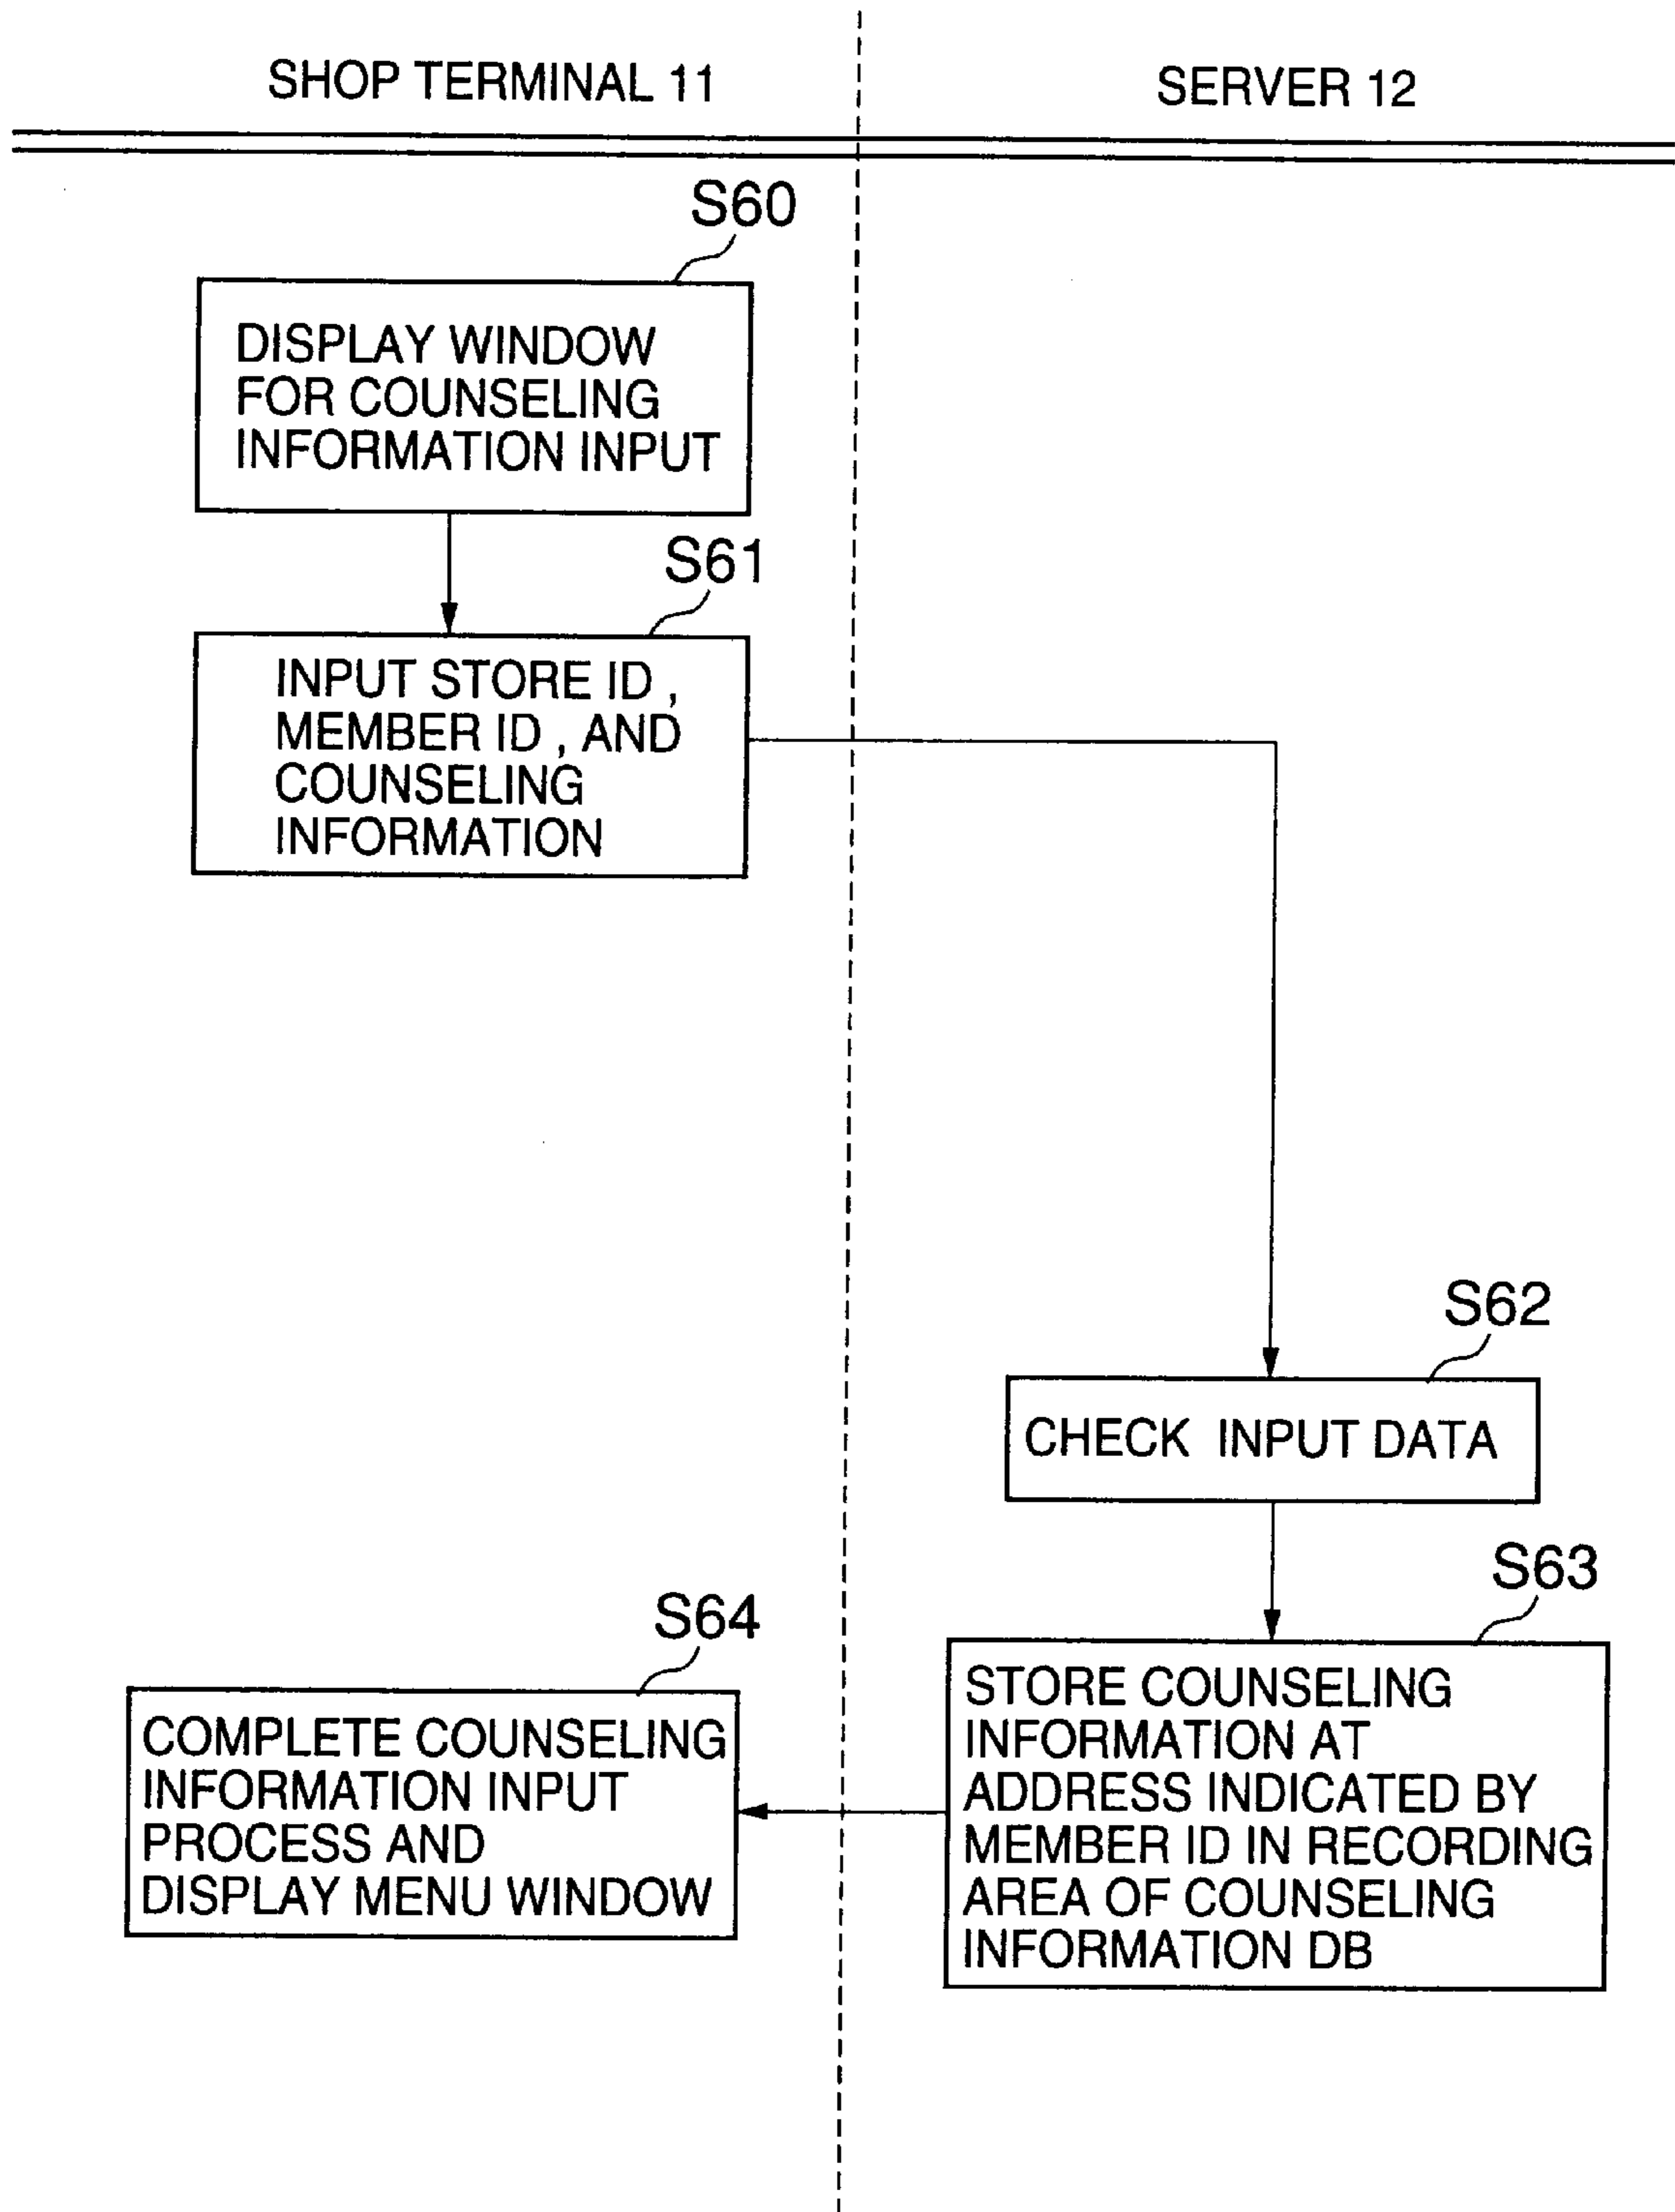 SHOP TERMINAL 11
SERVER 12
S60
DISPLAY WINDOW
FOR COUNSELING
INFORMATION INPUT
S61
INPUT STORE ID ,
MEMBER ID , AND
COUNSELING
INFORMATION
S62
CHECK INPUT DATA
S63
STORE COUNSELING
INFORMATION AT
ADDRESS INDICATED BY
MEMBER ID IN RECORDING
AREA OF COUNSELING
INFORMATION DB
S64
COMPLETE COUNSELING
INFORMATION INPUT
PROCESS AND
DISPLAY MENU WINDOW